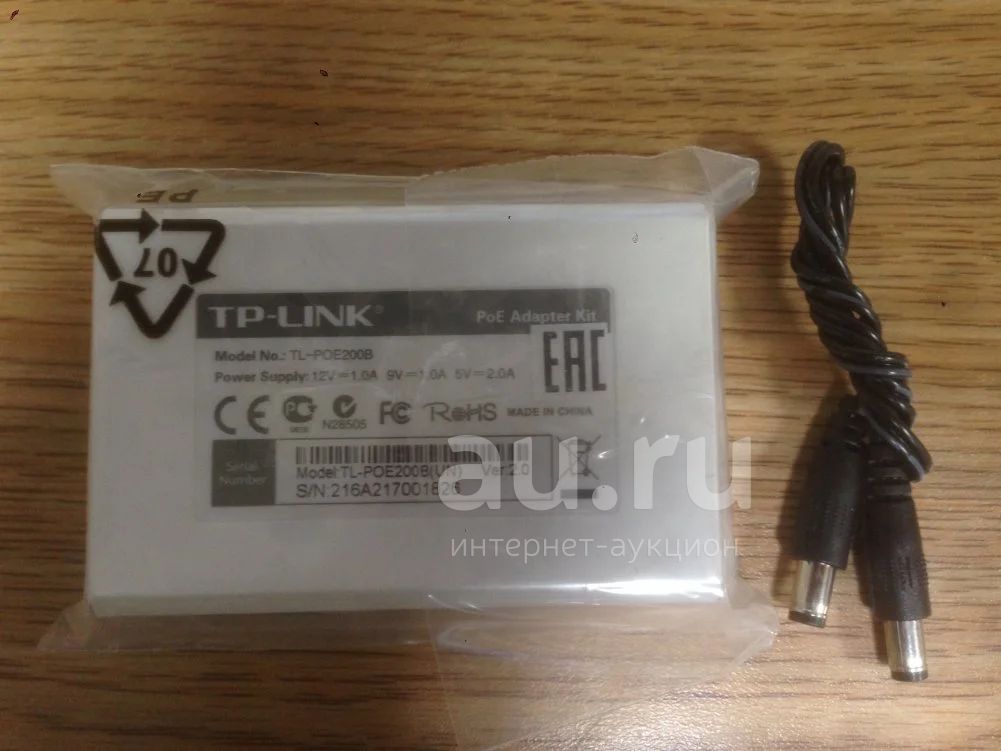 PE
07
TP-LINK®
PoE Adapter Kit
Model No.: TL-POE200B
Power Supply: 12V⎓1.0A 9V⎓1.0A 5V⎓2.0A
EAC
CE
N28505
FC
RoHS
MADE IN CHINA
Serial
Number
Model:TL-POE200B(UN) Ver:2.0
S/N:216A217001826
au.ru
интернет-аукцион